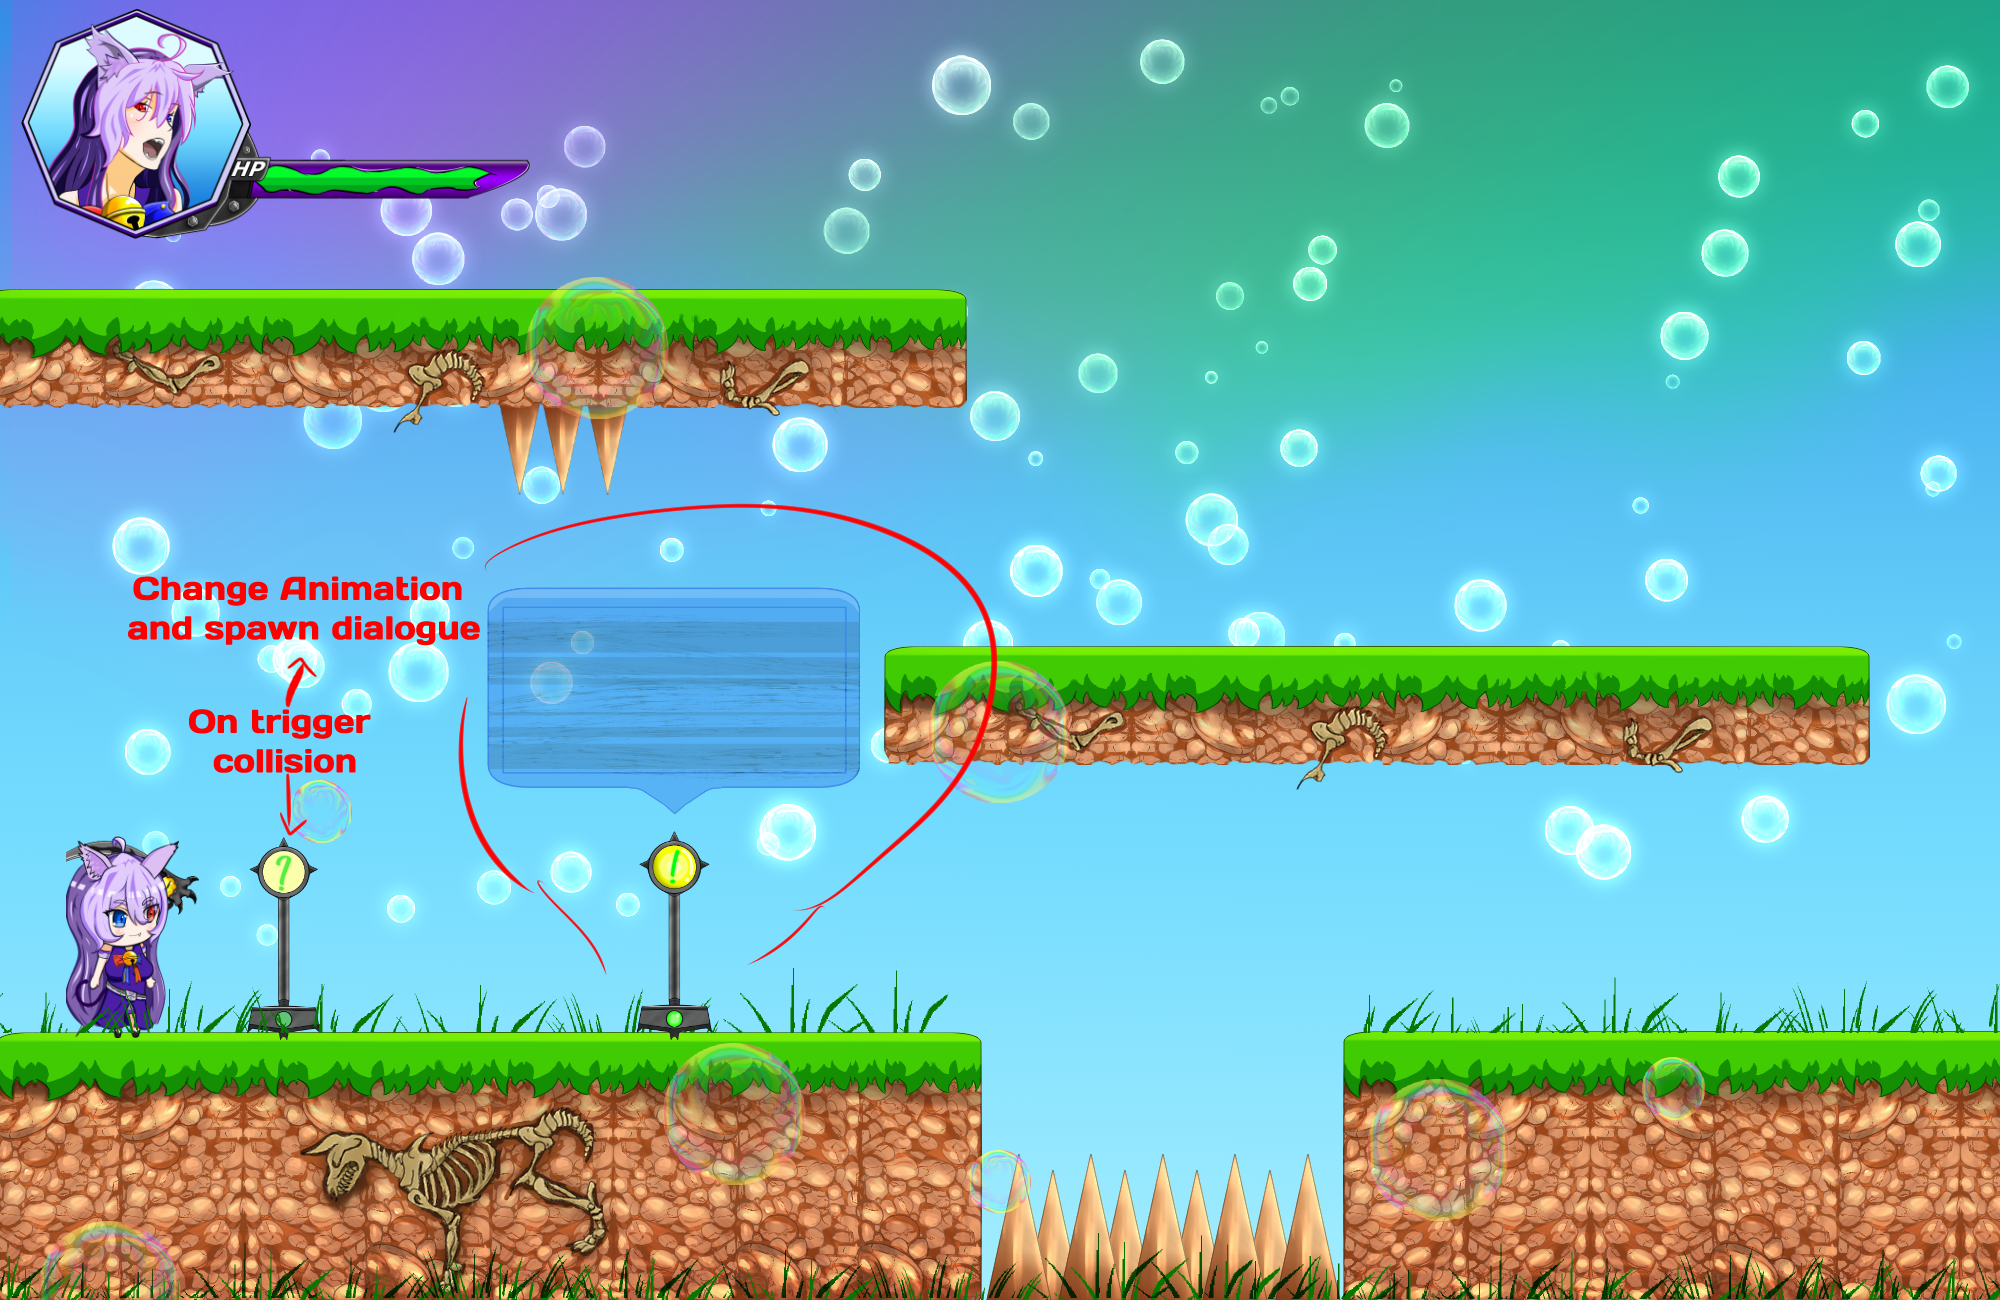 HP
Change Animation
and spawn dialogue
On trigger
collision
?
!